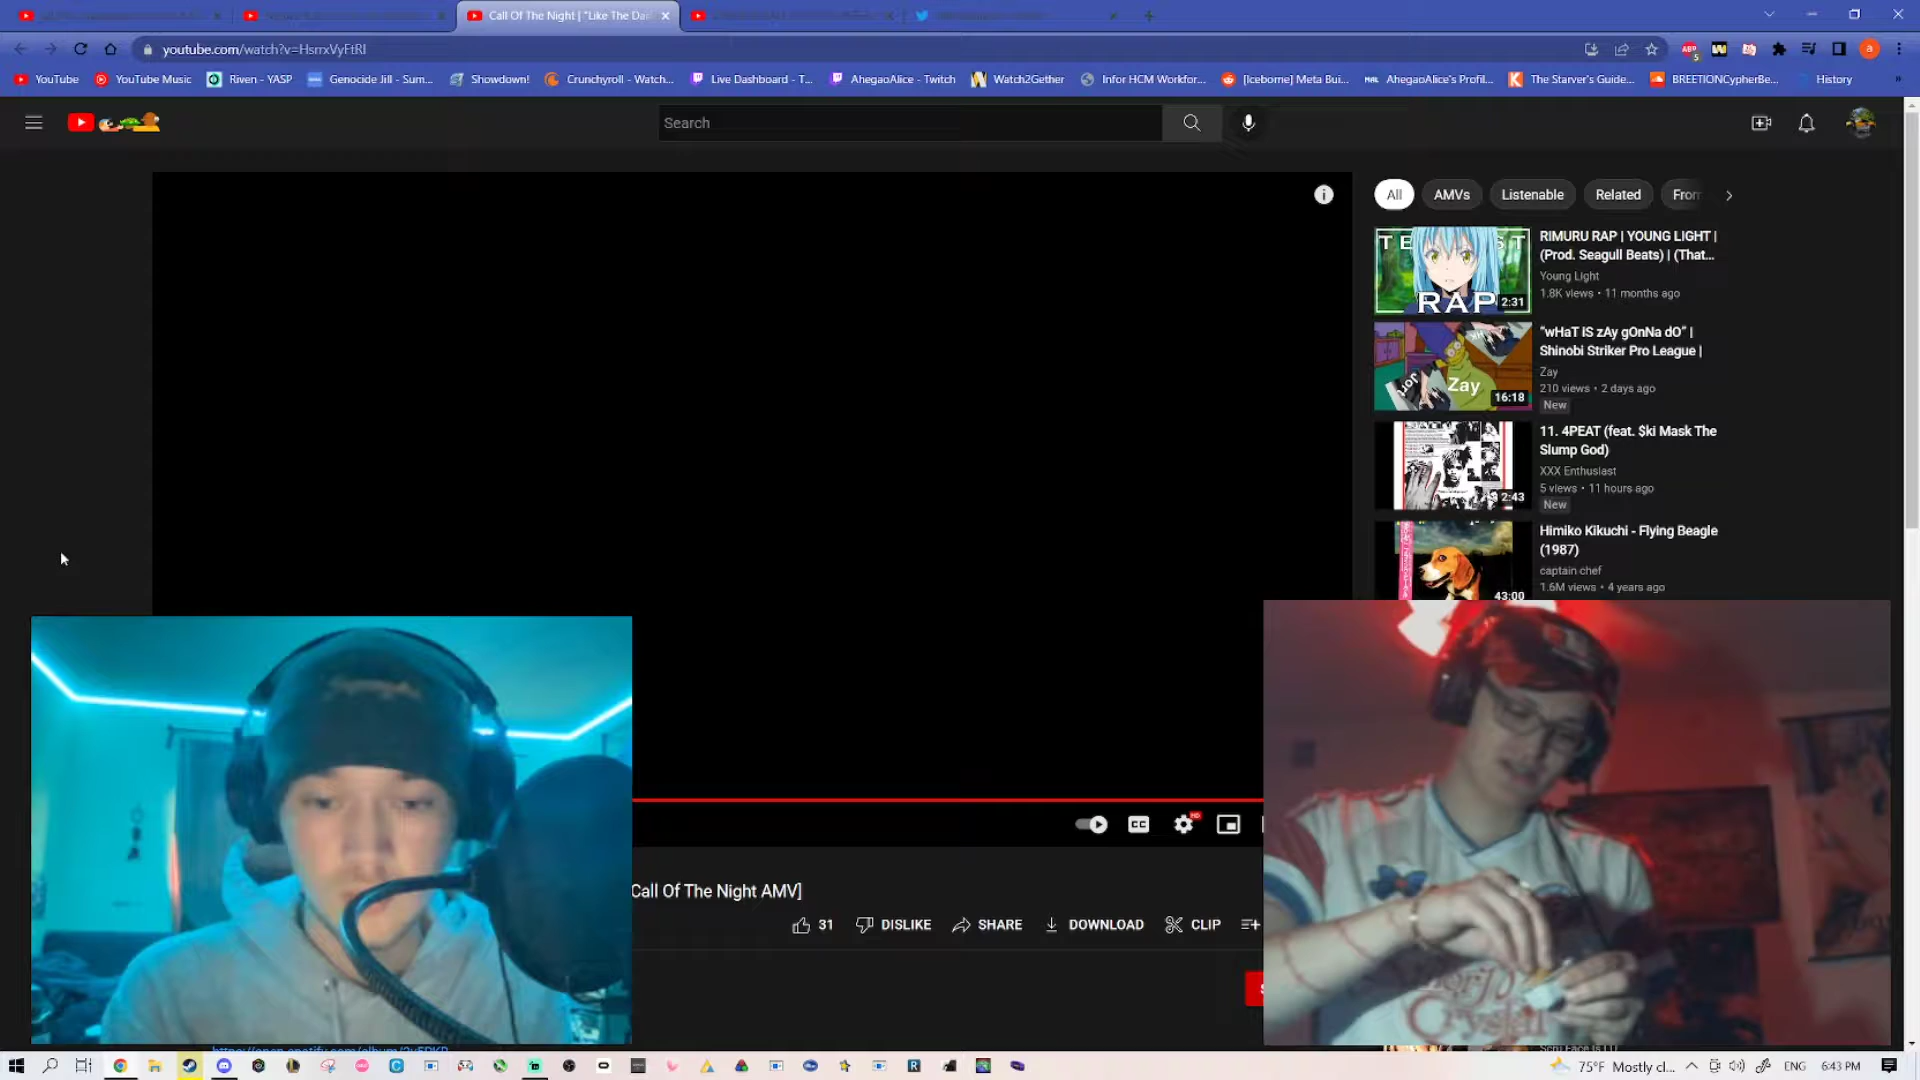 Call Of The Night | "Like The Da
youtube.com/watch?v=HsrrxVyFtRI
YouTube
YouTube Music
Riven - YASP
Genocide Jill - Sum...
Showdown!
Crunchyroll - Watch...
Live Dashboard - T...
AhegaoAlice - Twitch
Watch2Gether
Infor HCM Workfor...
[Iceborne] Meta Bui...
MAL AhegaoAlice's Profil...
The Starver's Guide...
BREETIONCypherBe...
History
Search
All
AMVs
Listenable
Related
From
RIMURU RAP | YOUNG LIGHT |
(Prod. Seagull Beats) | (That...
Young Light
1.8K views • 11 months ago
RAP
2:31
"wHaT IS zAy gOnNa dO" |
Shinobi Striker Pro League |
Zay
210 views • 2 days ago
New
Zay
16:18
11. 4PEAT (feat. $ki Mask The
Slump God)
XXX Enthusiast
5 views • 11 hours ago
New
2:43
Himiko Kikuchi - Flying Beagle
(1987)
captain chef
1.6M views • 4 years ago
43:00
CC
HD
Call Of The Night AMV]
31
DISLIKE
SHARE
DOWNLOAD
CLIP
75°F Mostly cl...
ENG
6:43 PM